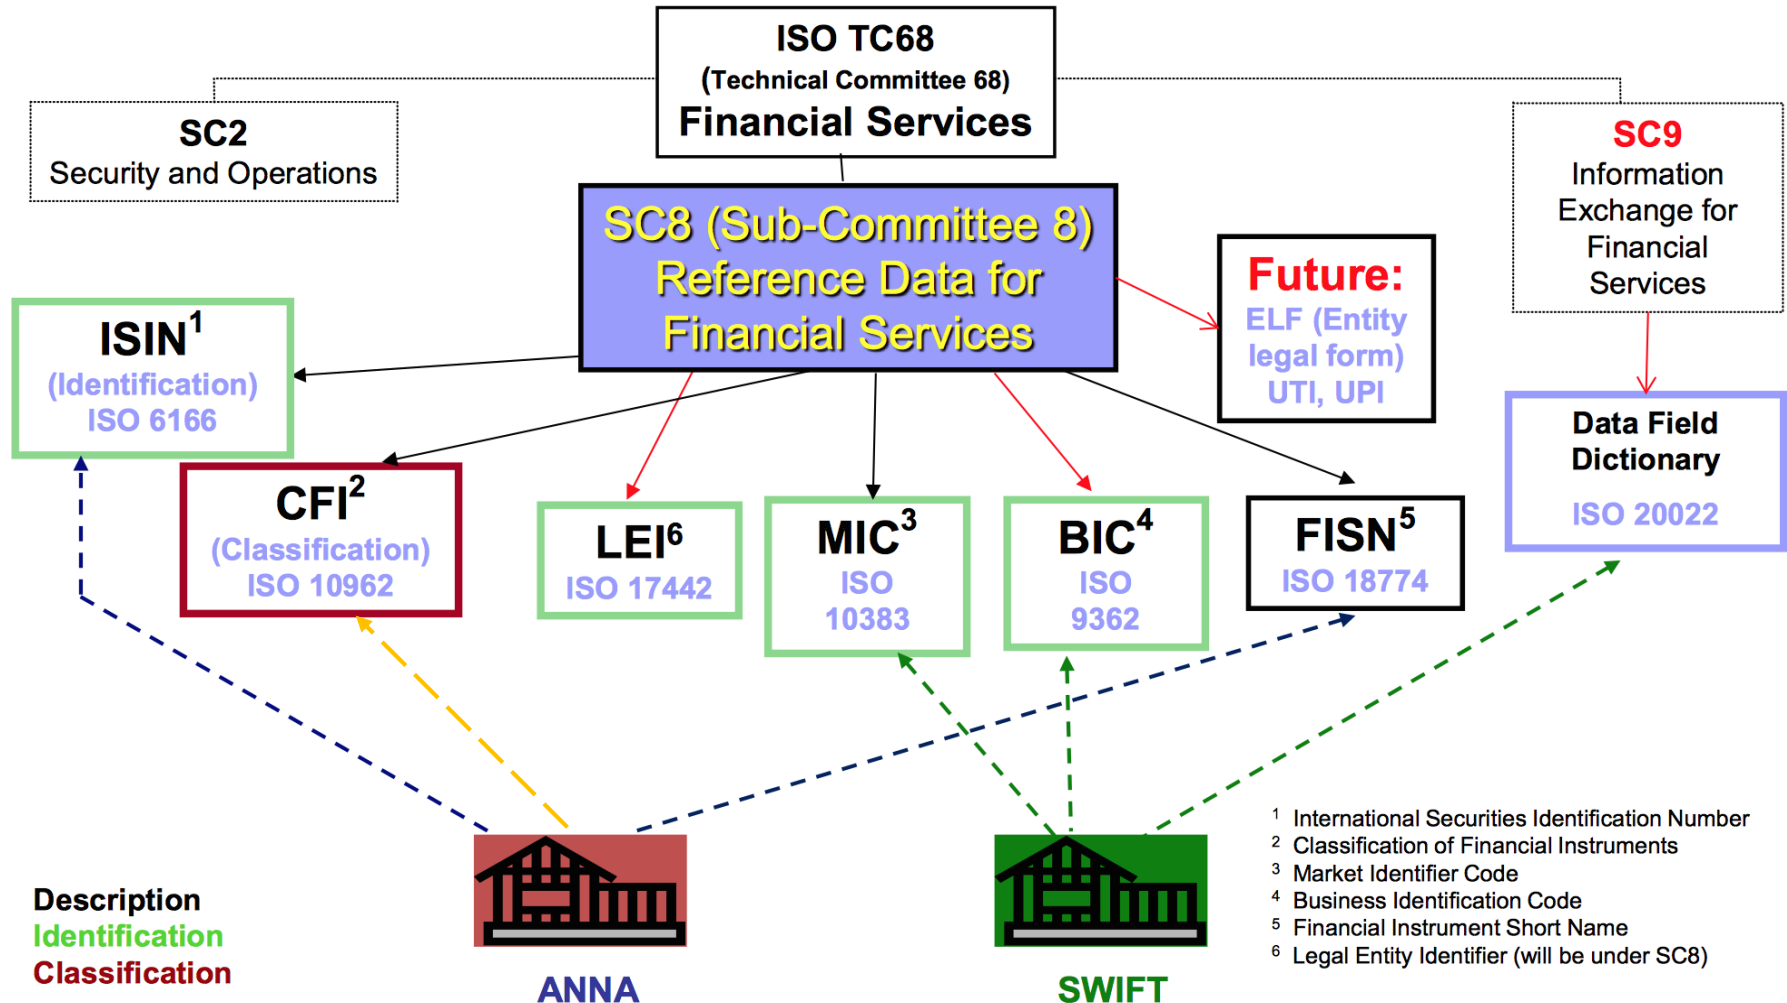 ISO TC68
(Technical Committee 68)
Financial Services
SC2
Security and Operations
SC9
Information
Exchange for
Financial
Services
SC8 (Sub-Committee 8)
Reference Data for
Financial Services
Future:
ELF (Entity
legal form)
UTI, UPI
ISIN1
(Identification)
ISO 6166
CFI2
(Classification)
ISO 10962
LEI6
ISO 17442
MIC3
ISO
10383
BIC4
ISO
9362
FISN5
ISO 18774
Data Field
Dictionary
ISO 20022
Description
Identification
Classification
ANNA
SWIFT
1 International Securities Identification Number
2 Classification of Financial Instruments
3 Market Identifier Code
4 Business Identification Code
5 Financial Instrument Short Name
6 Legal Entity Identifier (will be under SC8)